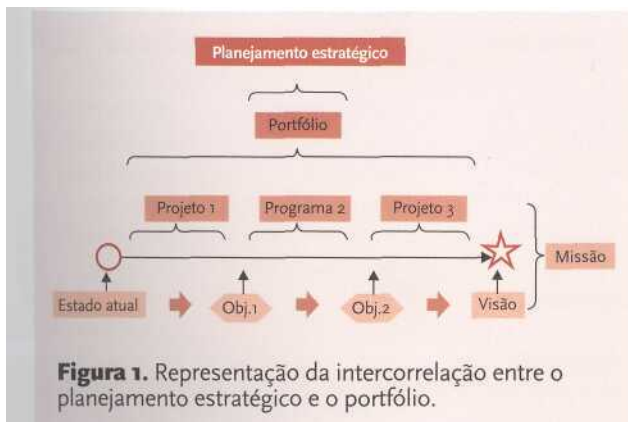 Planejamento estratégico
Portfólio
Projeto 1 Programa 2 Projeto 3
Missão
Estado atual Obj.1 Obj.2 Visão
Figura 1. Representação da intercorrelação entre o
planejamento estratégico e o portfólio.